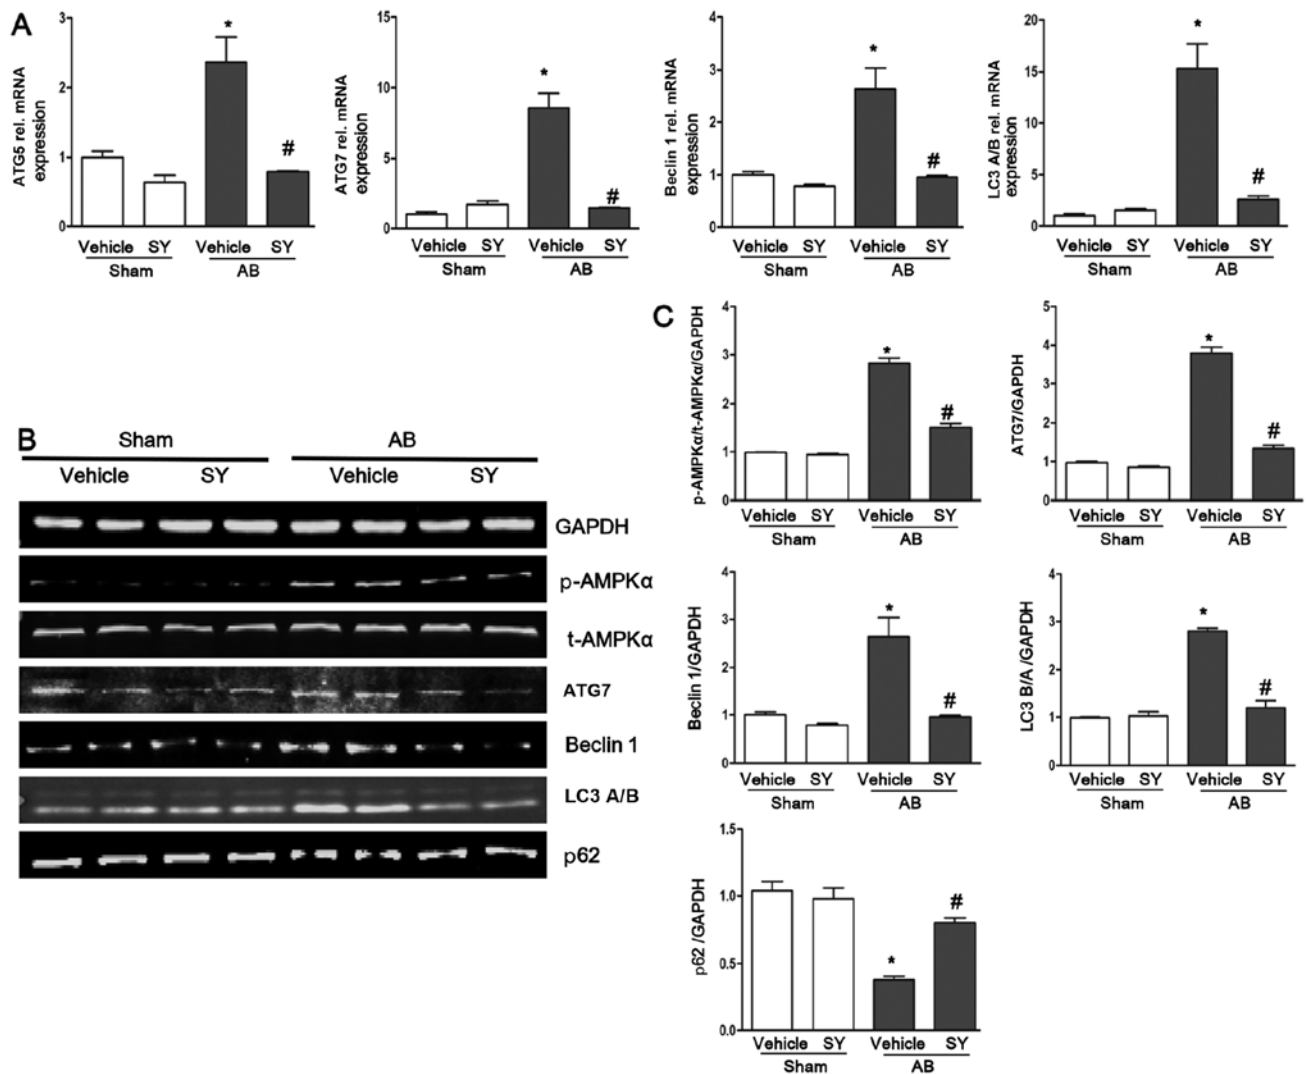 A
ATG5 rel. mRNA
expression
3
2
1
0
*
#
Vehicle SY Vehicle SY
Sham AB
ATG7 rel. mRNA
expression
15
10
5
0
*
#
Vehicle SY Vehicle SY
Sham AB
Beclin 1 rel. mRNA
expression
4
3
2
1
0
*
#
Vehicle SY Vehicle SY
Sham AB
LC3 A/B rel. mRNA
expression
20
15
10
5
0
*
#
Vehicle SY Vehicle SY
Sham AB
B
Sham AB
Vehicle SY Vehicle SY
GAPDH
p-AMPKα
t-AMPKα
ATG7
Beclin 1
LC3 A/B
p62
C
p-AMPKα/t-AMPKα/GAPDH
4
3
2
1
0
*
#
Vehicle SY Vehicle SY
Sham AB
ATG7/GAPDH
5
4
3
2
1
0
*
#
Vehicle SY Vehicle SY
Sham AB
Beclin 1/GAPDH
4
3
2
1
0
*
#
Vehicle SY Vehicle SY
Sham AB
LC3 B/A /GAPDH
4
3
2
1
0
*
#
Vehicle SY Vehicle SY
Sham AB
p62 /GAPDH
1.5
1.0
0.5
0.0
*
#
Vehicle SY Vehicle SY
Sham AB